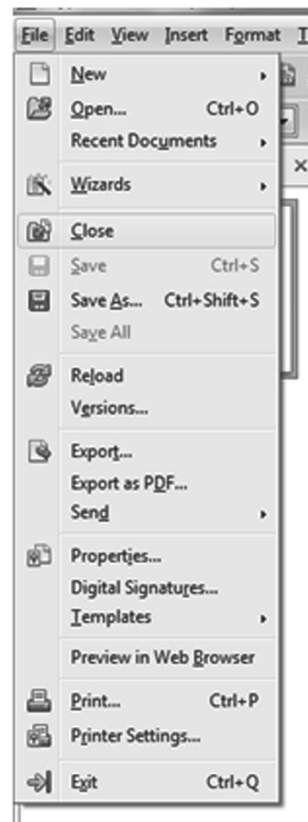 File Edit View Insert Format
New
Open... Ctrl+O
Recent Documents
Wizards
Close
Save Ctrl+S
Save As... Ctrl+Shift+S
Save All
Reload
Versions...
Export...
Export as PDF...
Send
Properties...
Digital Signatures...
Templates
Preview in Web Browser
Print... Ctrl+P
Printer Settings...
Exit Ctrl+Q